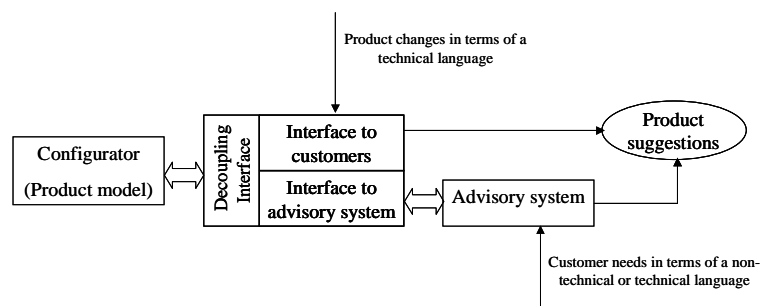 Product changes in terms of a
technical language
Configurator
(Product model)
Decoupling
Interface
Interface to
customers
Interface to
advisory system
Product
suggestions
Advisory system
Customer needs in terms of a non-
technical or technical language